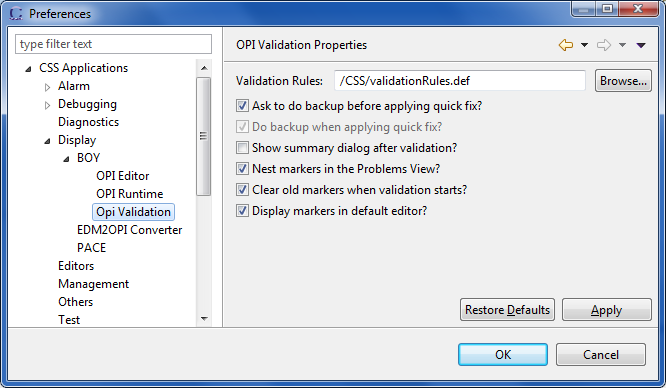 Preferences
type filter text
CSS Applications
Alarm
Debugging
Diagnostics
Display
BOY
OPI Editor
OPI Runtime
Opi Validation
EDM2OPI Converter
PACE
Editors
Management
Others
Test
OPI Validation Properties
Validation Rules: /CSS/validationRules.def Browse...
Ask to do backup before applying quick fix?
Do backup when applying quick fix?
Show summary dialog after validation?
Nest markers in the Problems View?
Clear old markers when validation starts?
Display markers in default editor?
Restore Defaults Apply
OK Cancel